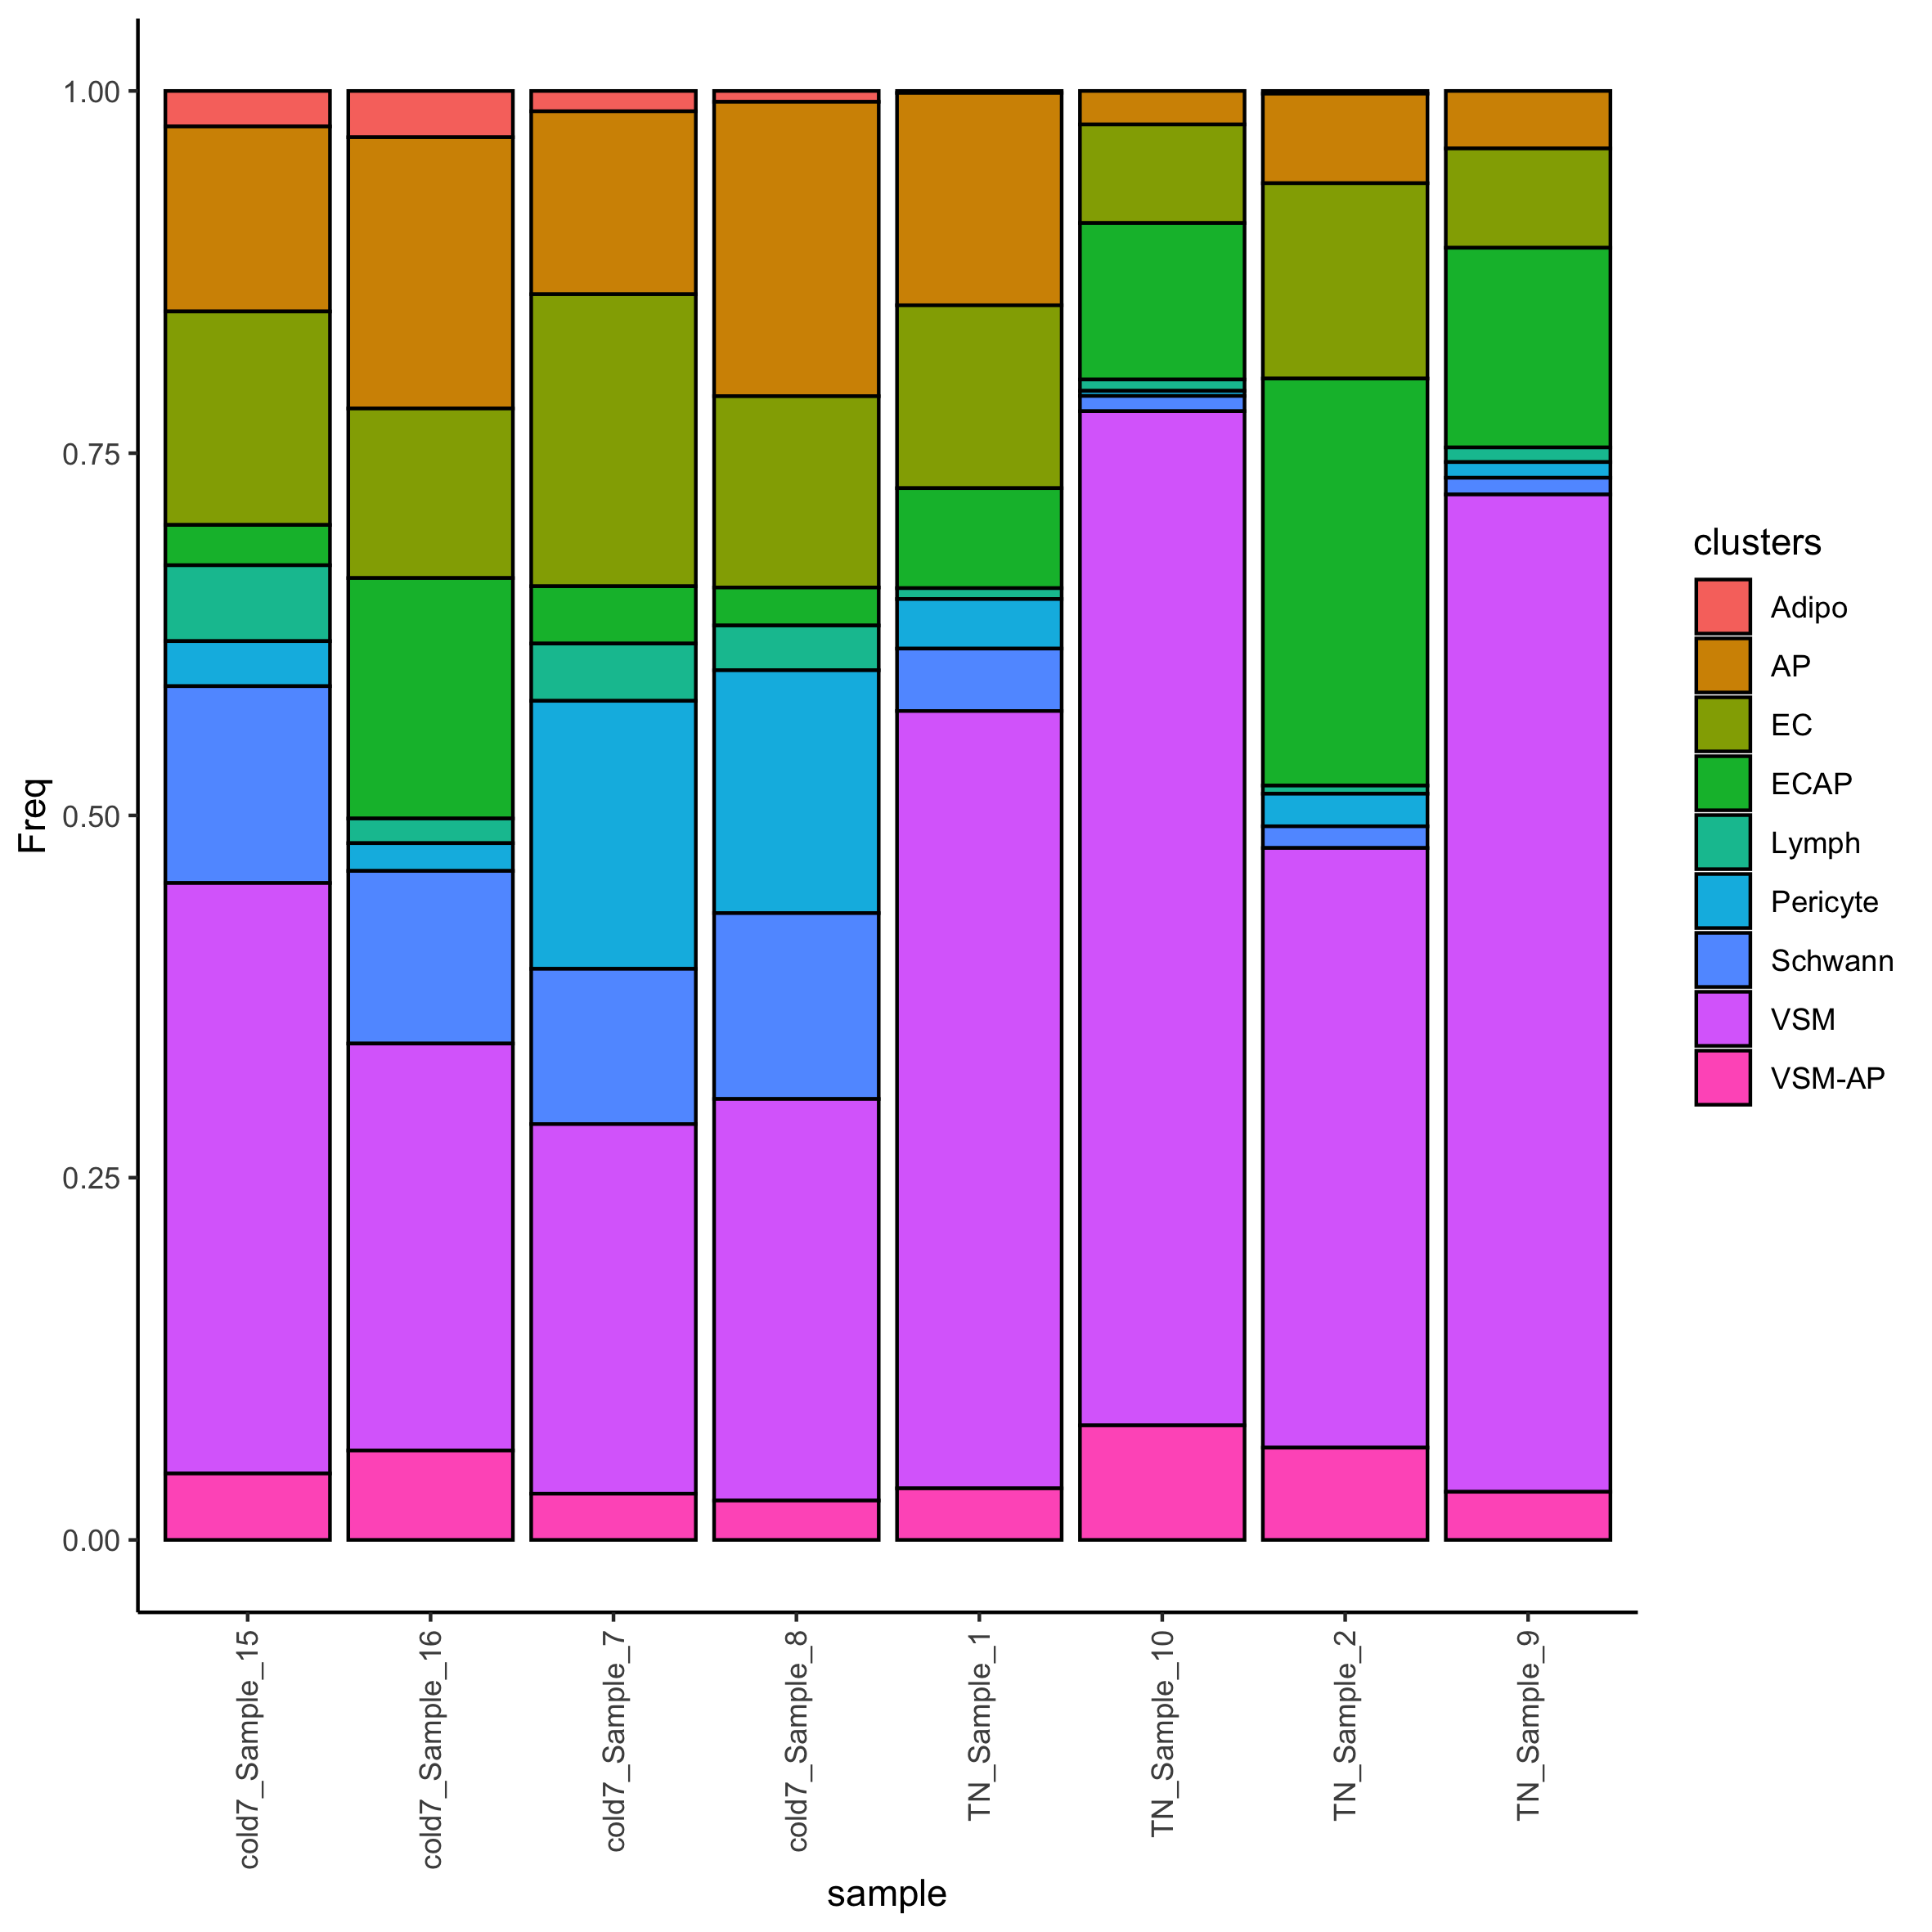 1.00
0.75
0.50
0.25
0.00
Freq
cold7_Sample_15
cold7_Sample_16
cold7_Sample_7
cold7_Sample_8
TN_Sample_1
TN_Sample_10
TN_Sample_2
TN_Sample_9
sample
clusters
Adipo
AP
EC
ECAP
Lymph
Pericyte
Schwann
VSM
VSM-AP